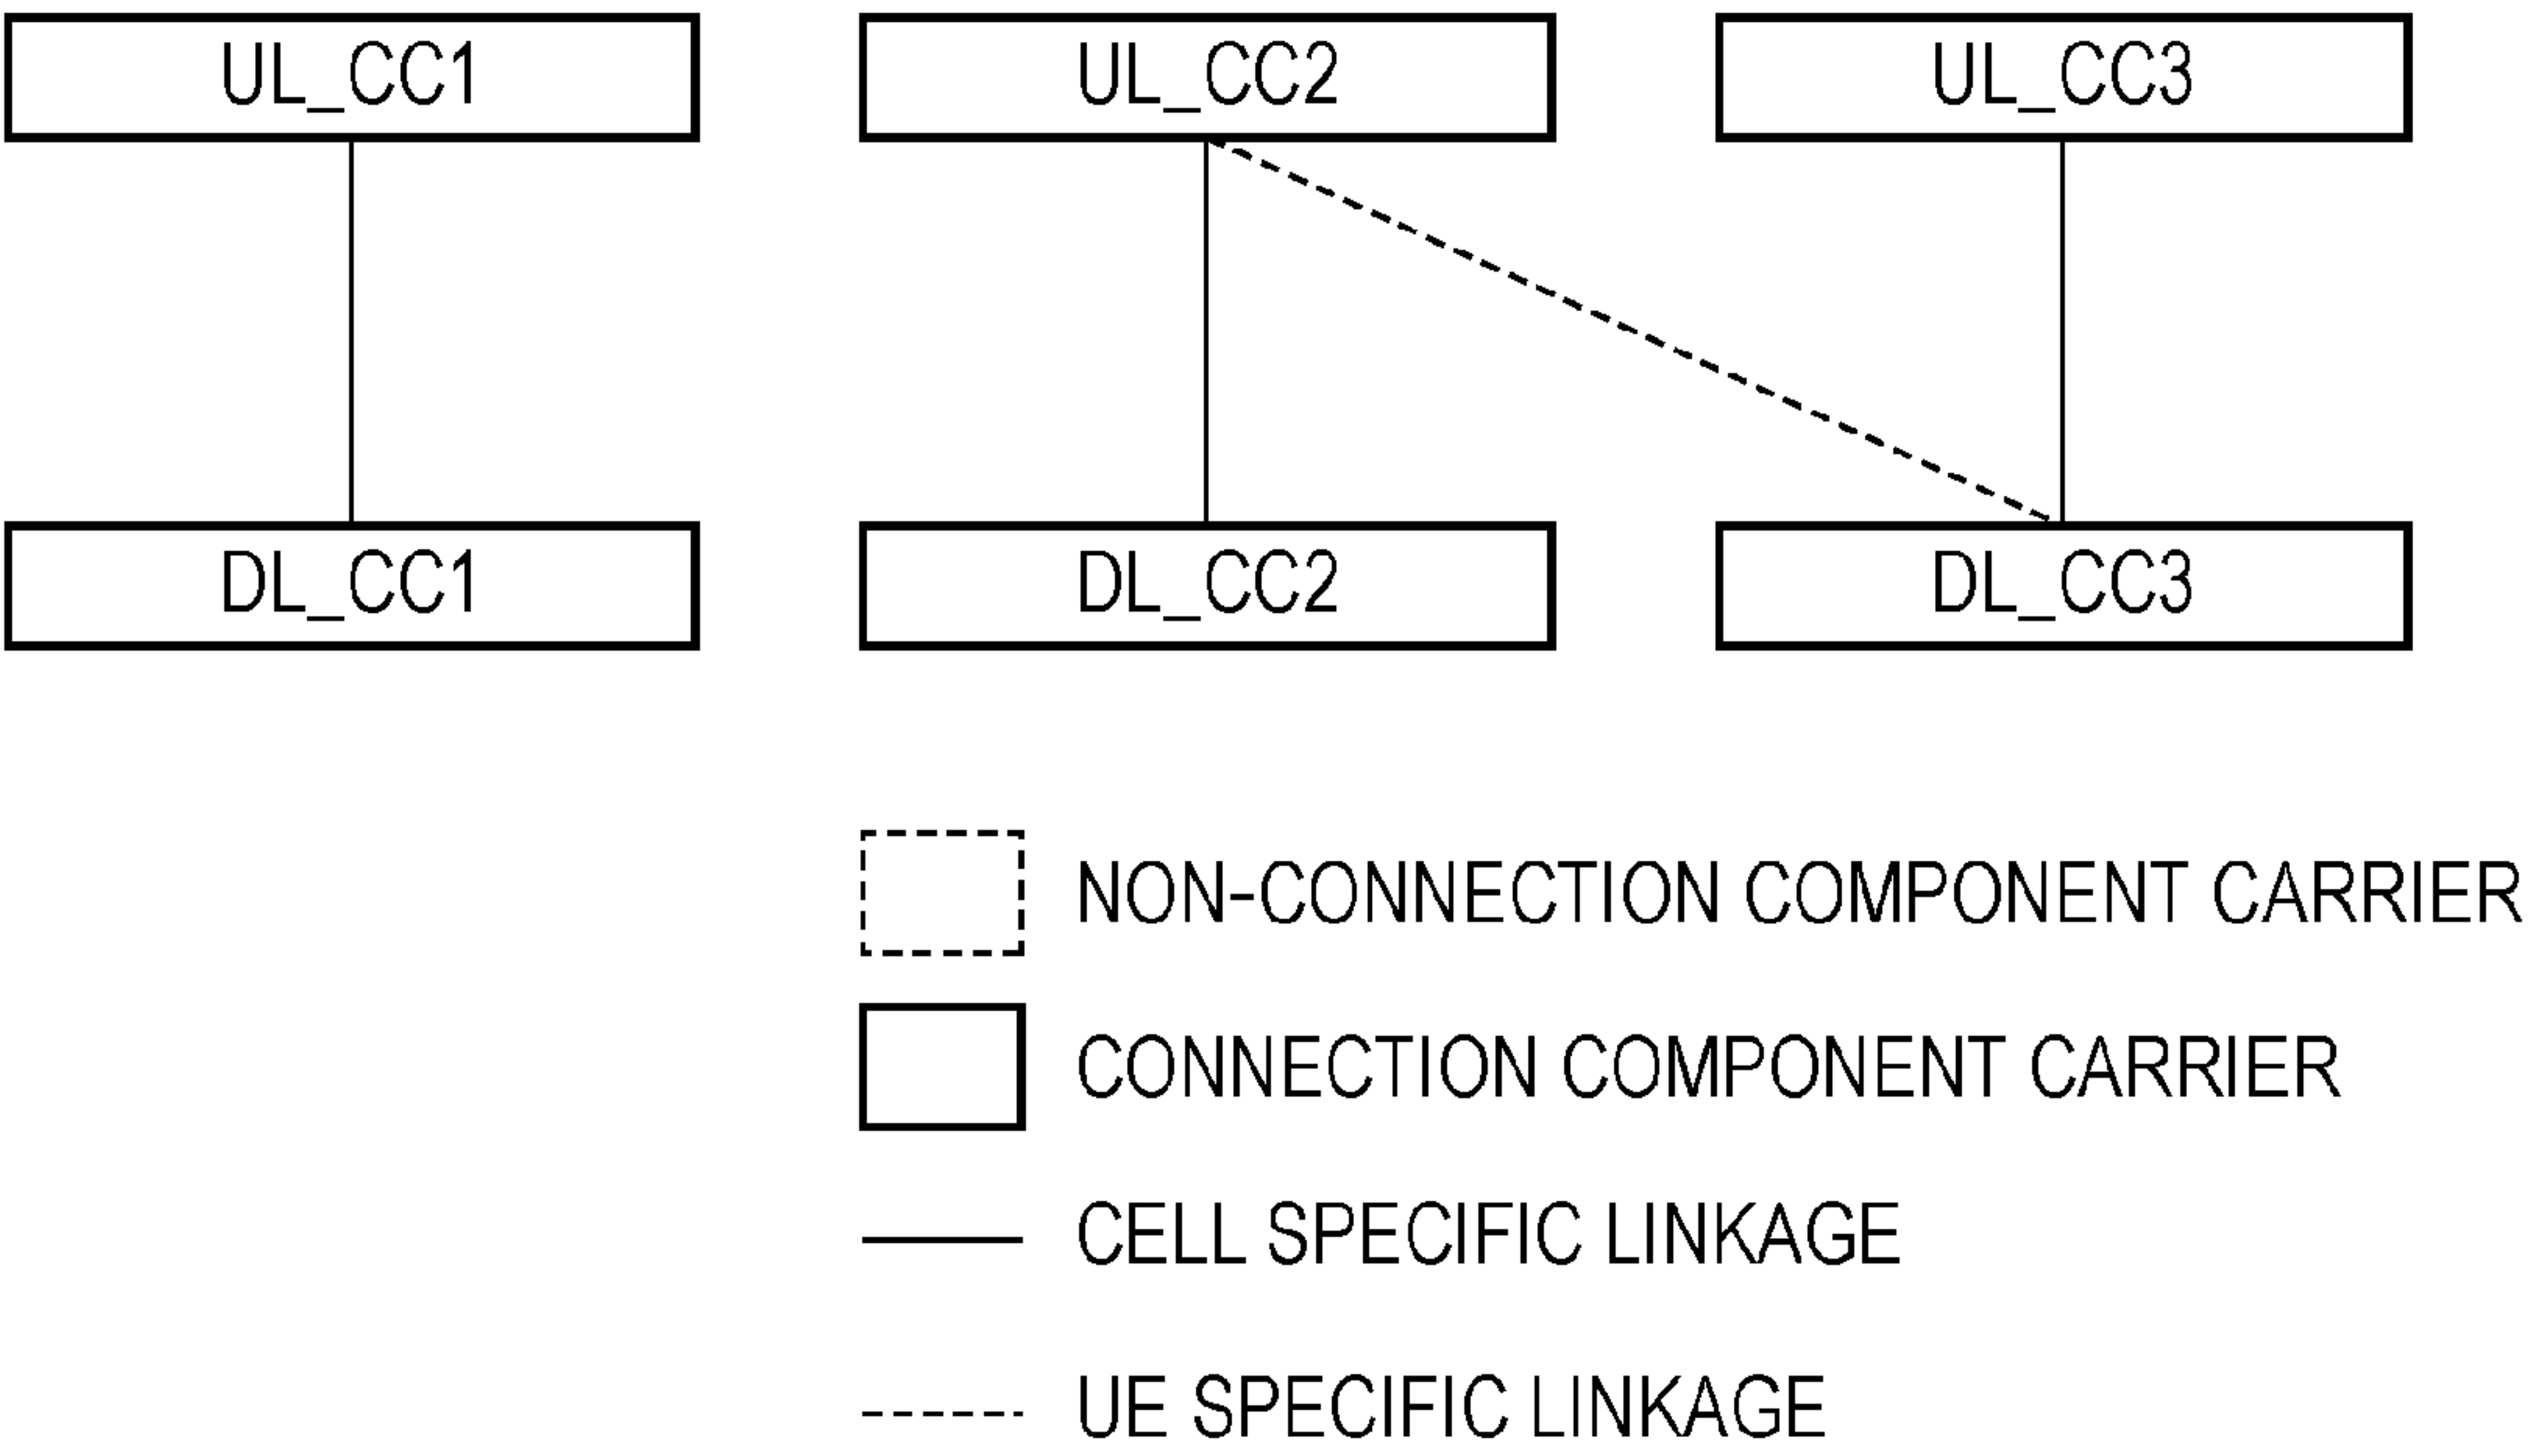 UL_CC1 UL_CC2 UL_CC3
DL_CC1 DL_CC2 DL_CC3
NON-CONNECTION COMPONENT CARRIER
CONNECTION COMPONENT CARRIER
CELL SPECIFIC LINKAGE
UE SPECIFIC LINKAGE